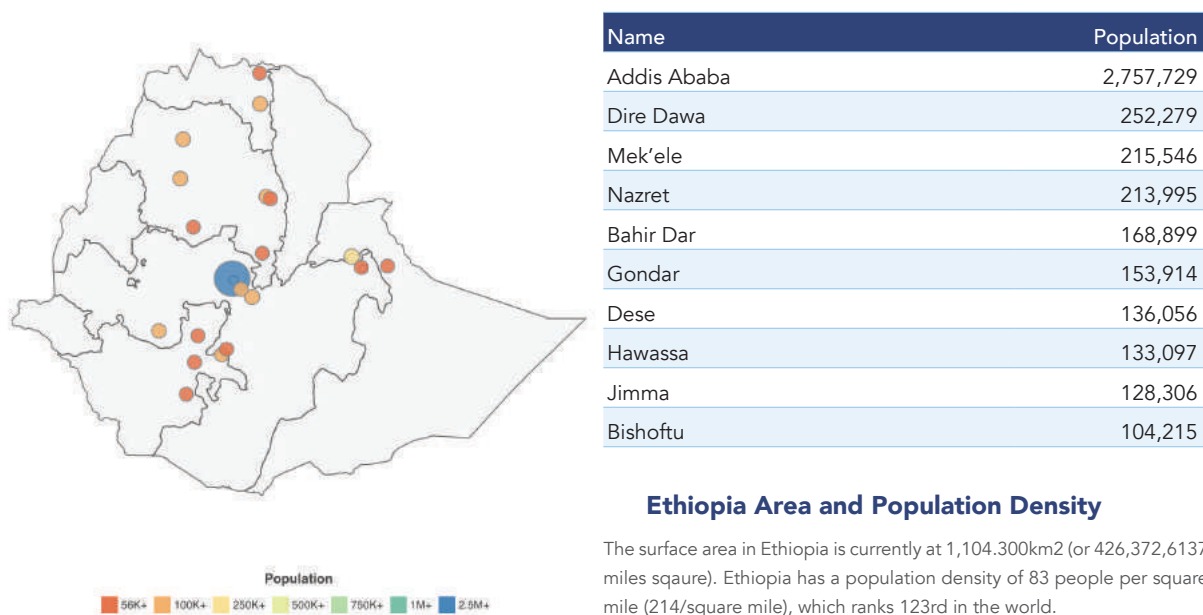 Name Population
Addis Ababa 2,757,729
Dire Dawa 252,279
Mek’ele 215,546
Nazret 213,995
Bahir Dar 168,899
Gondar 153,914
Dese 136,056
Hawassa 133,097
Jimma 128,306
Bishoftu 104,215
Ethiopia Area and Population Density
The surface area in Ethiopia is currently at 1,104.300km2 (or 426,372,6137
miles sqaure). Ethiopia has a population density of 83 people per square
mile (214/square mile), which ranks 123rd in the world.
Population
56K+ 100K+ 250K+ 500K+ 750K+ 1M+ 2.5M+